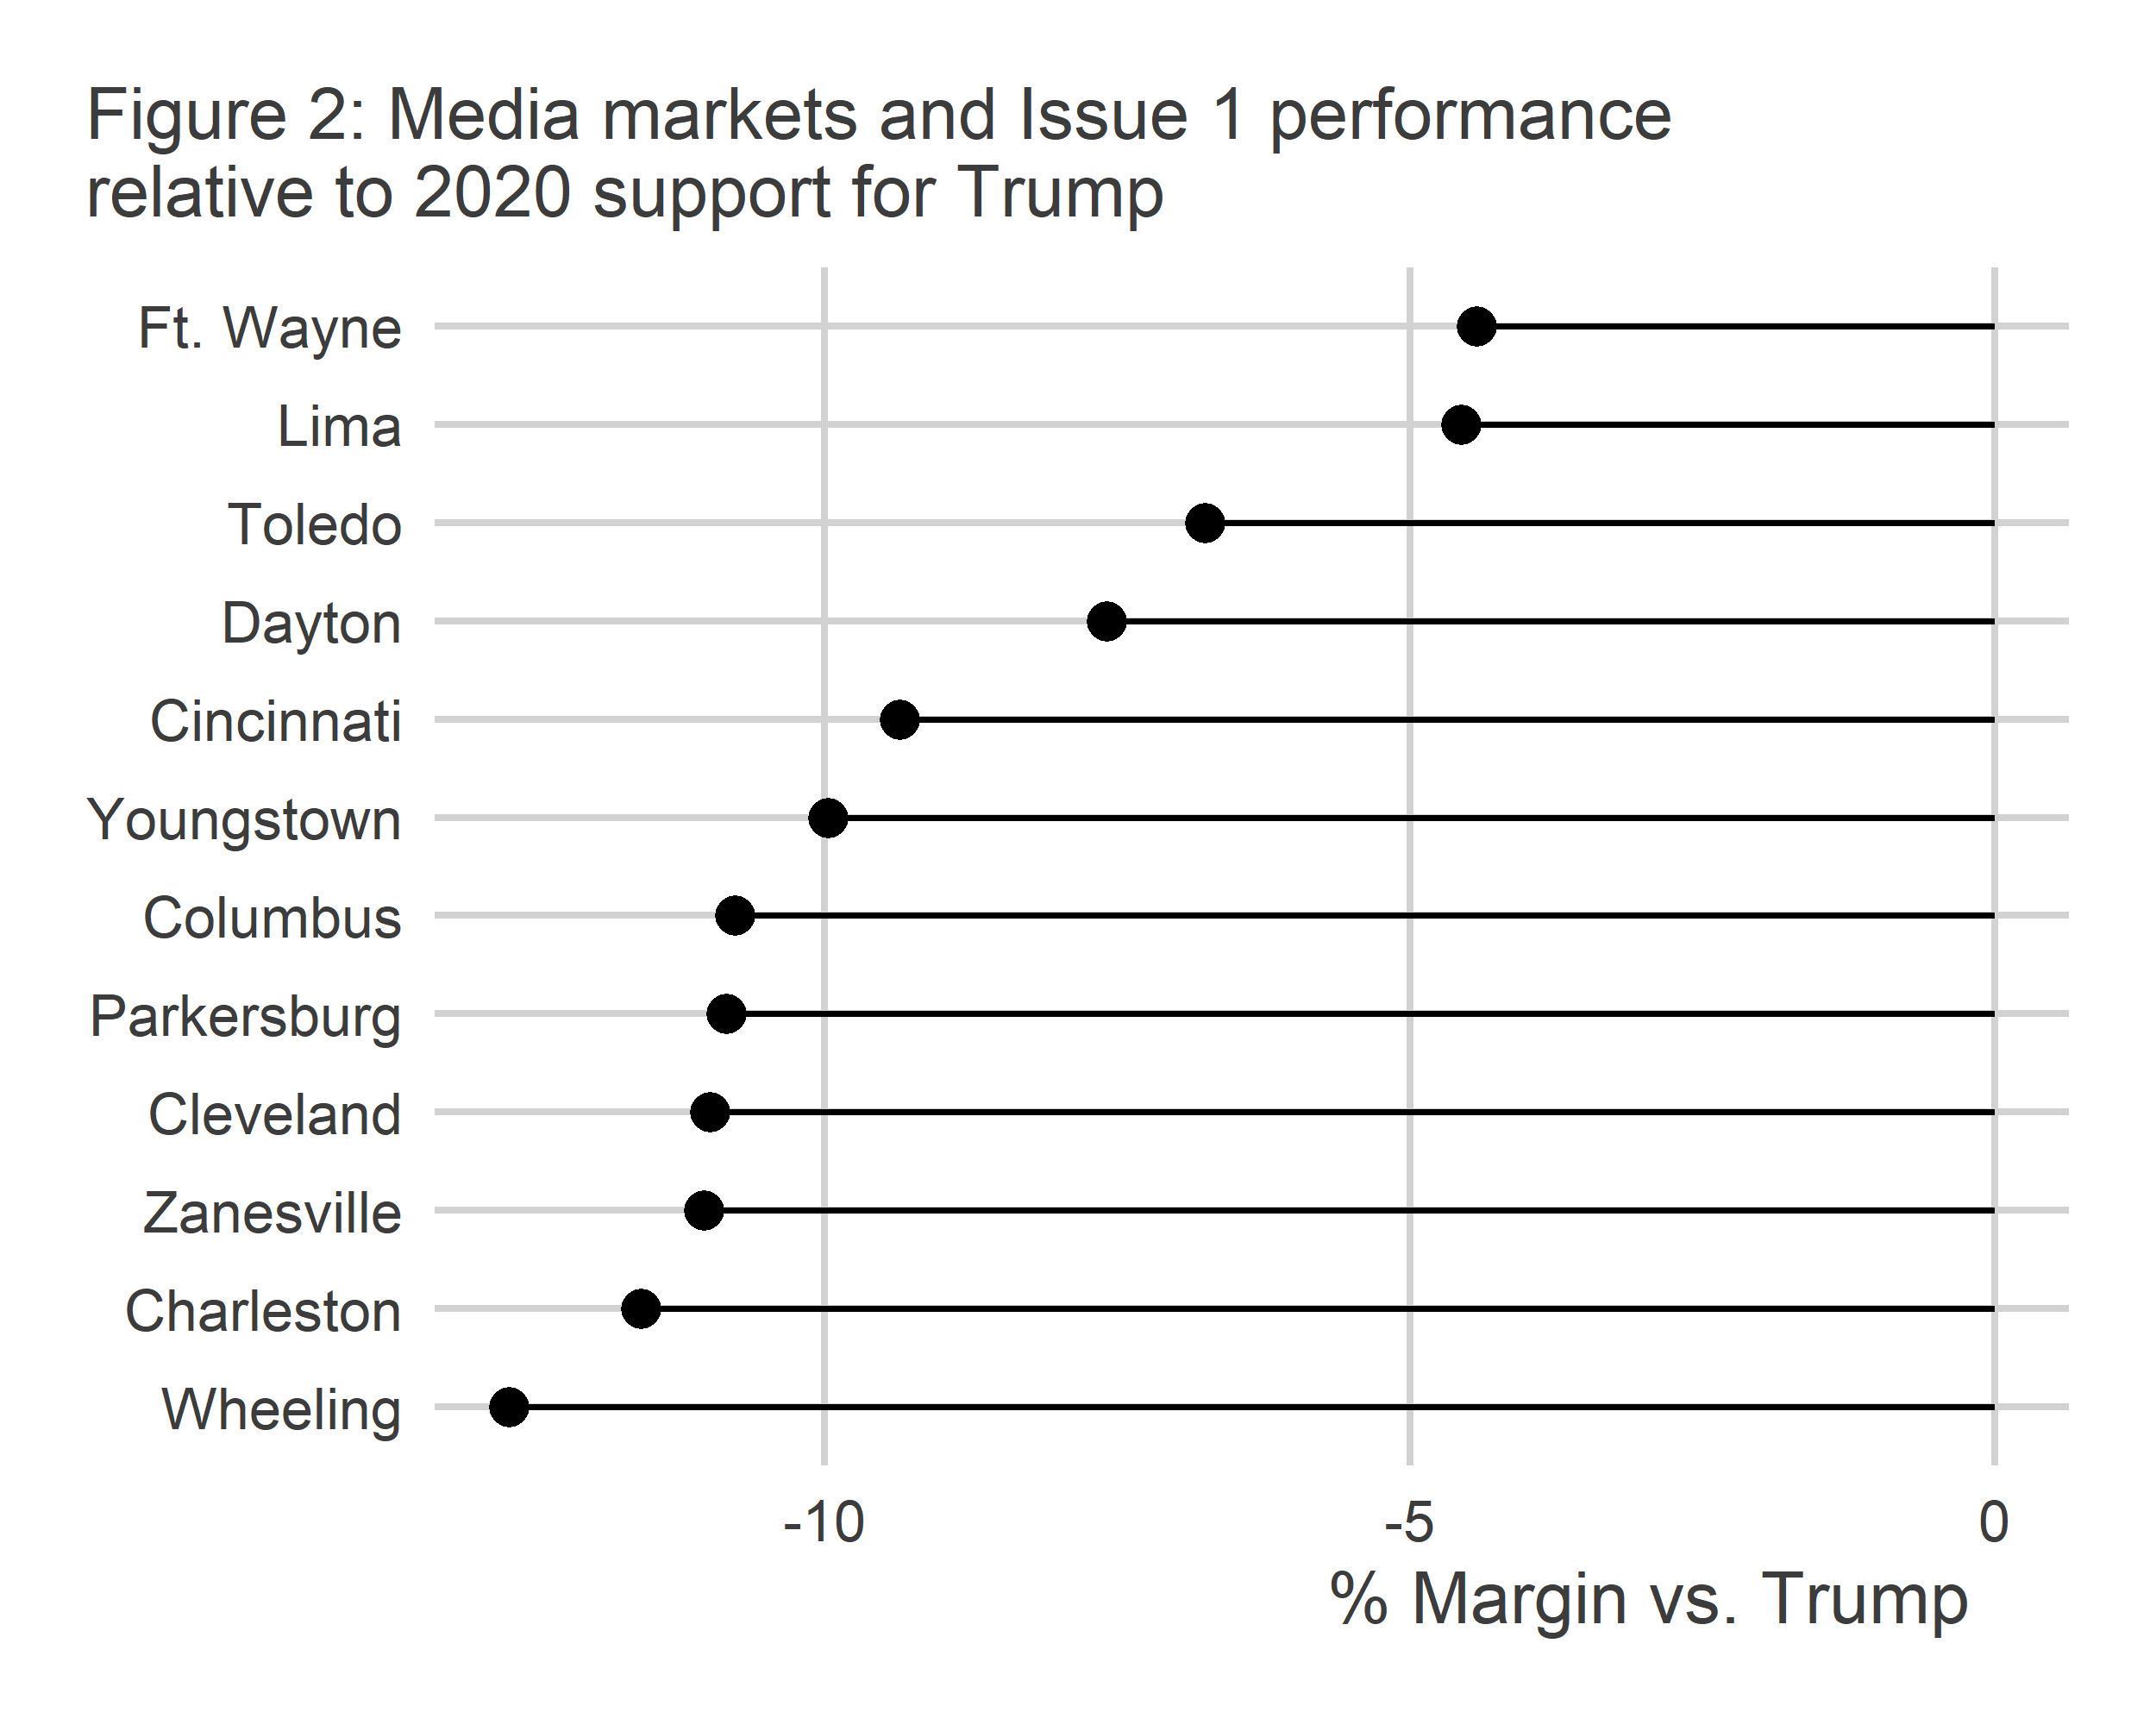 Figure 2: Media markets and Issue 1 performance
relative to 2020 support for Trump
Ft. Wayne
Lima
Toledo
Dayton
Cincinnati
Youngstown
Columbus
Parkersburg
Cleveland
Zanesville
Charleston
Wheeling
-10 -5 0
% Margin vs. Trump